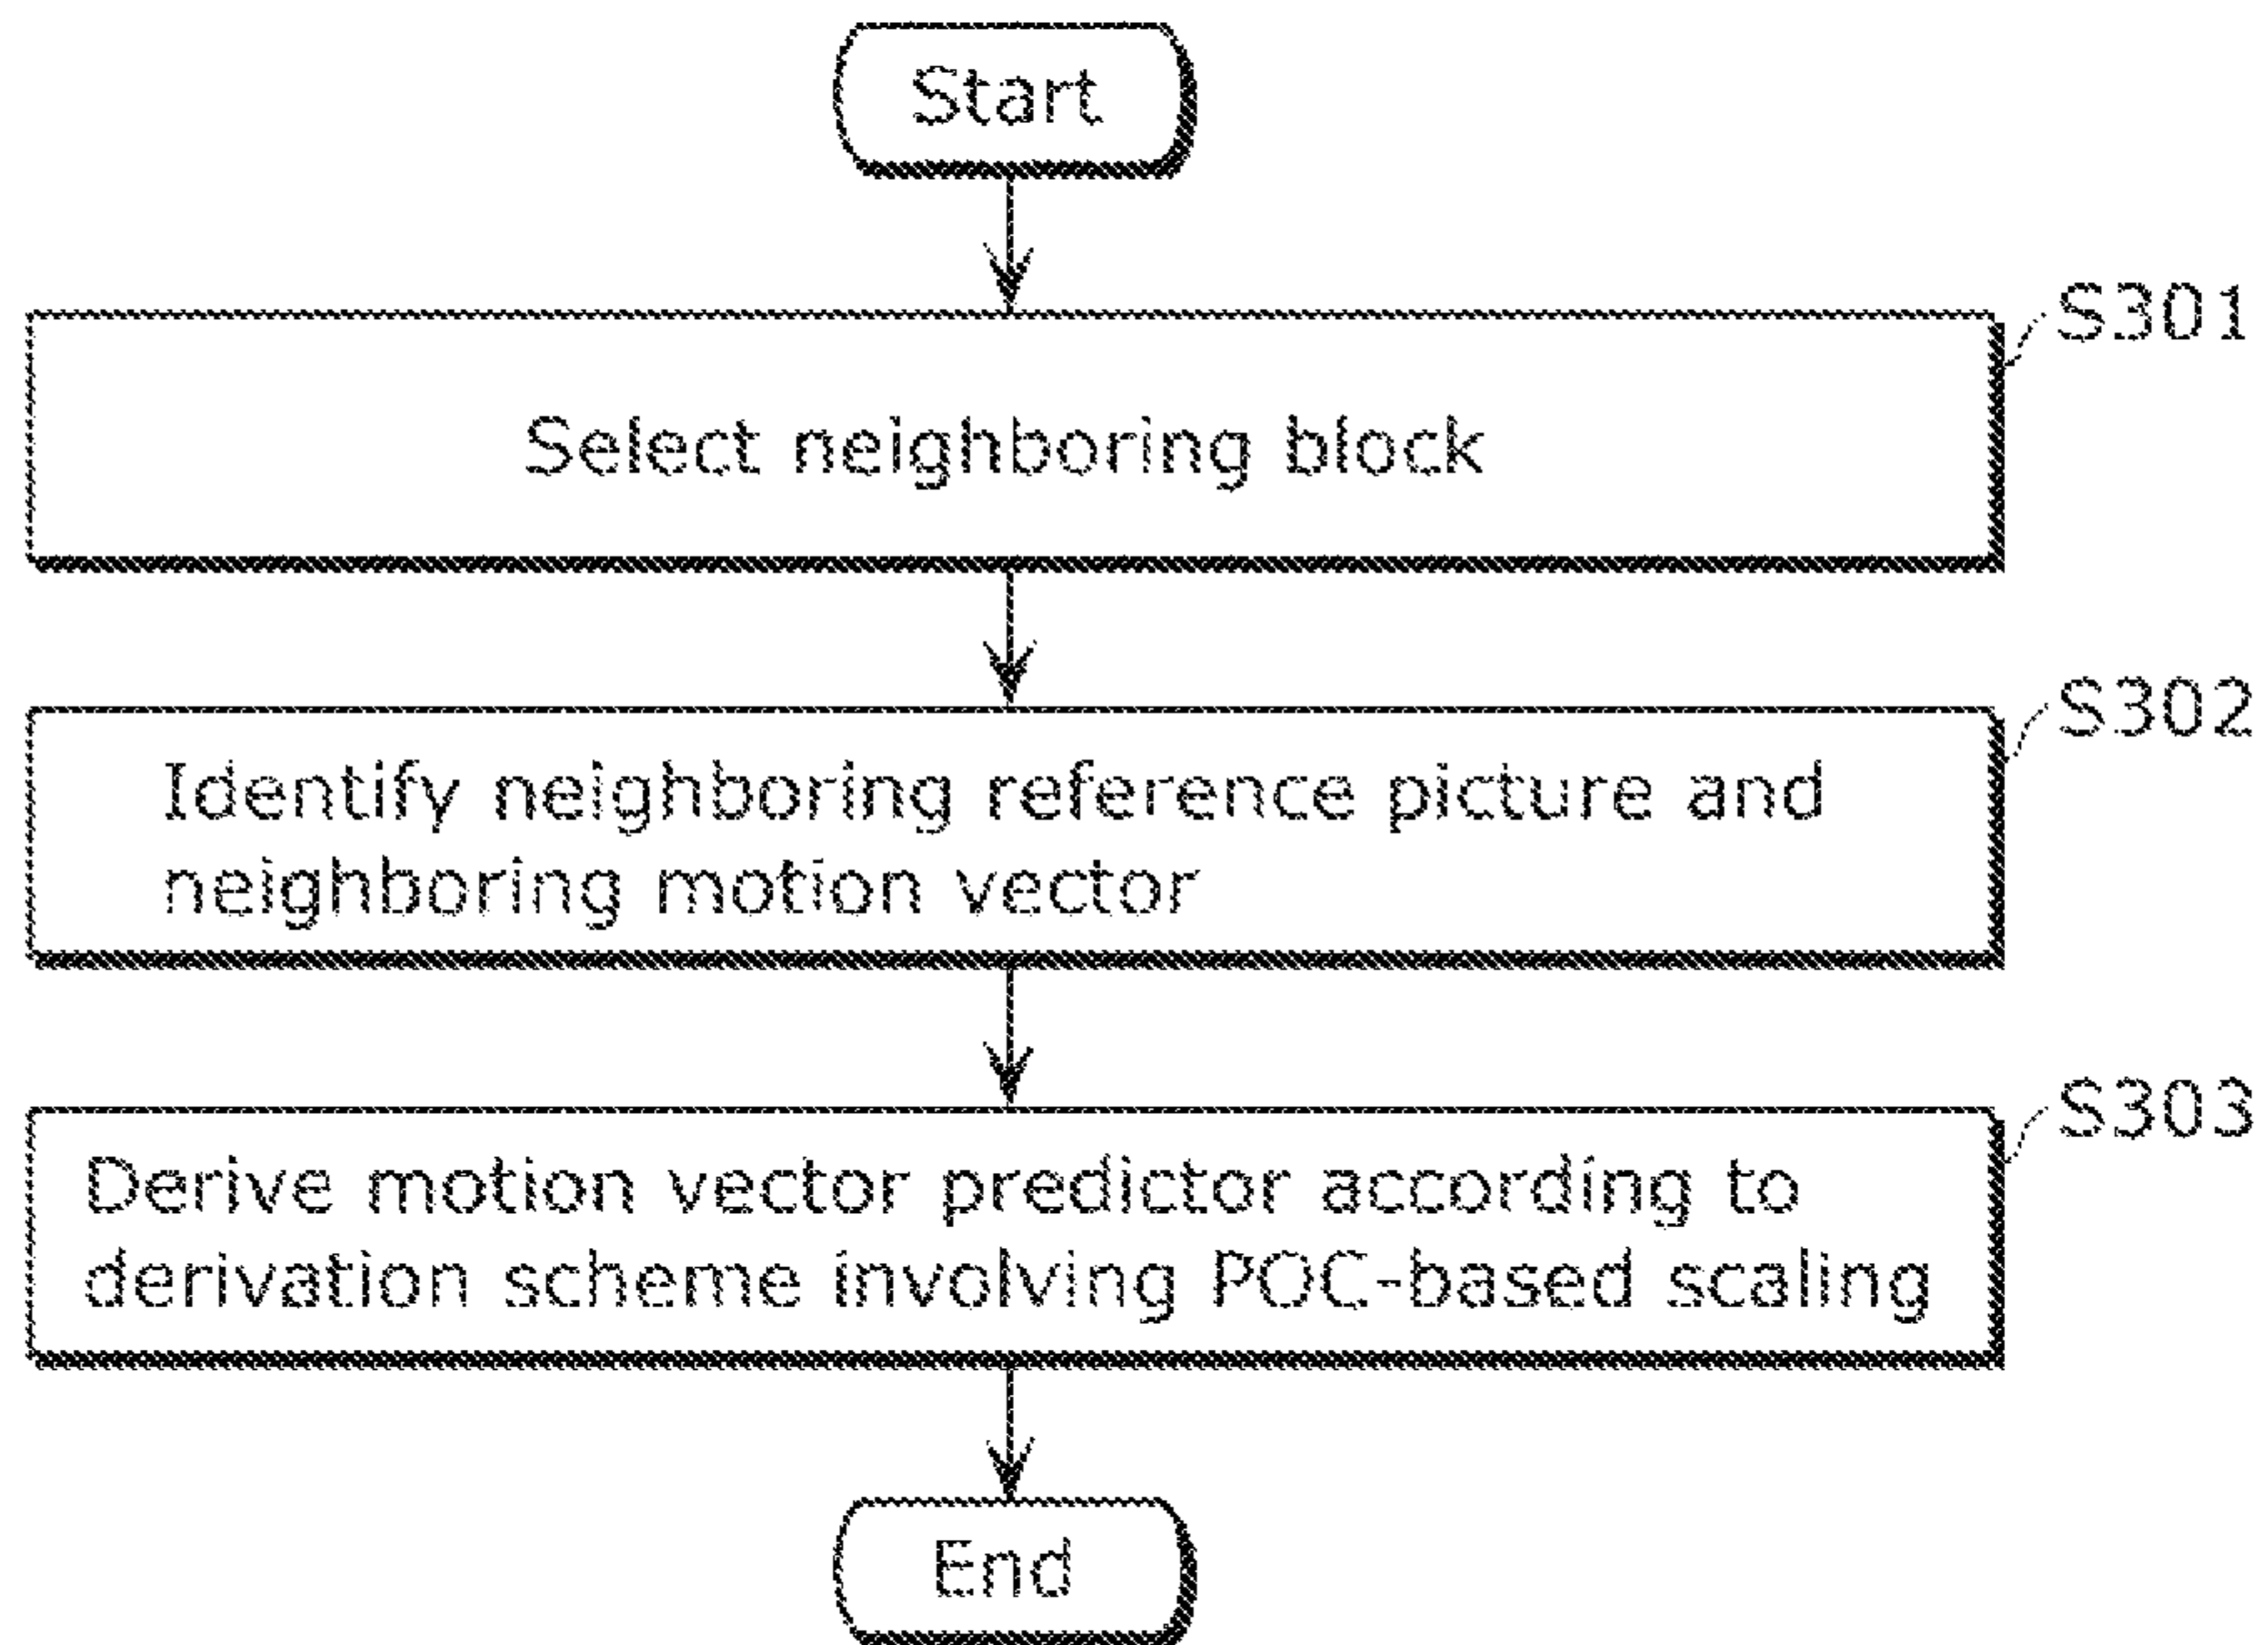 Start
S301
Select neighboring block
S302
Identify neighboring reference picture and
neighboring motion vector
S303
Derive motion vector predictor according to
derivation scheme involving POC-based scaling
End